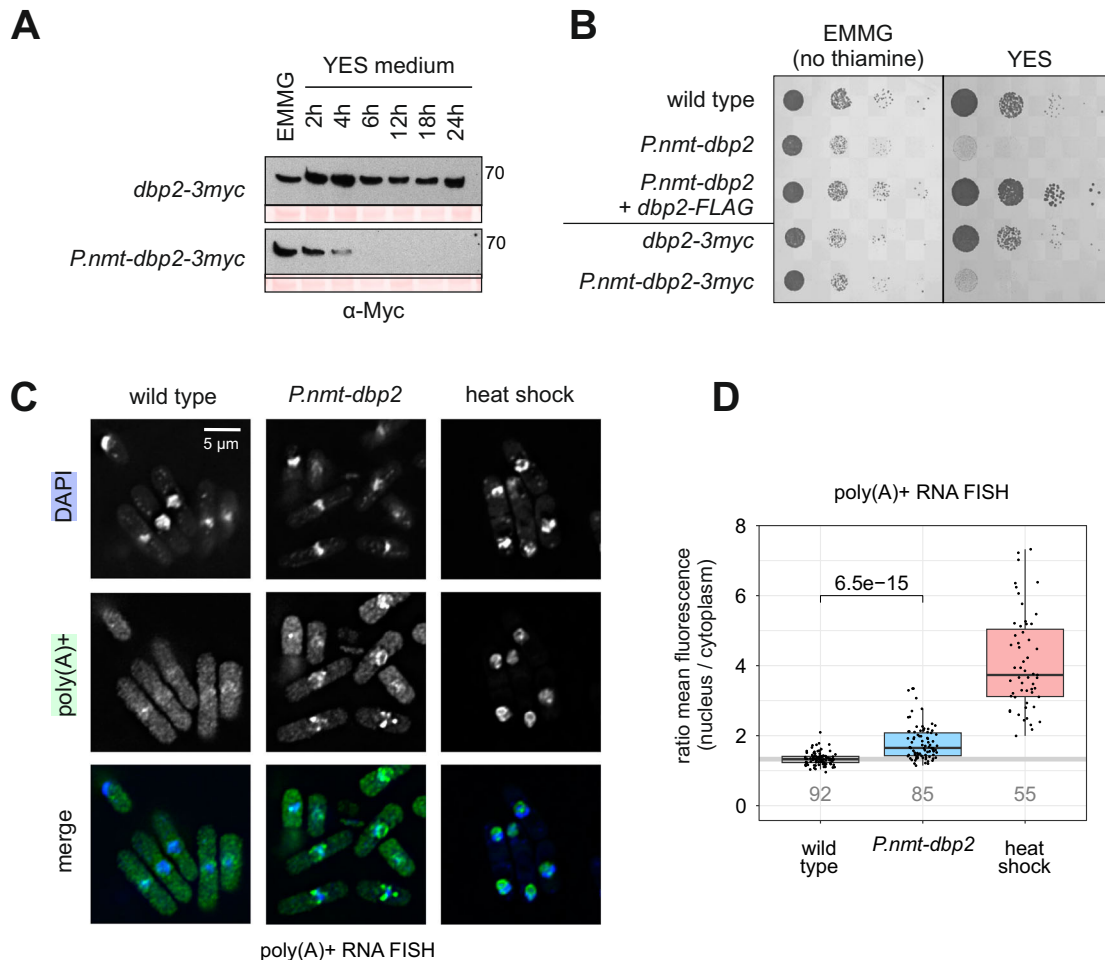 A
EMMG
YES medium
2h
4h
6h
12h
18h
24h
dbp2-3myc
70
P.nmt-dbp2-3myc
70
α-Myc
B
EMMG
(no thiamine)
YES
wild type
P.nmt-dbp2
P.nmt-dbp2
+ dbp2-FLAG
dbp2-3myc
P.nmt-dbp2-3myc
C
wild type
P.nmt-dbp2
heat shock
5 µm
DAPI
poly(A)+
merge
poly(A)+ RNA FISH
D
poly(A)+ RNA FISH
ratio mean fluorescence
(nucleus / cytoplasm)
8
6
4
2
0
6.5e−15
92
85
55
wild
type
P.nmt-dbp2
heat
shock